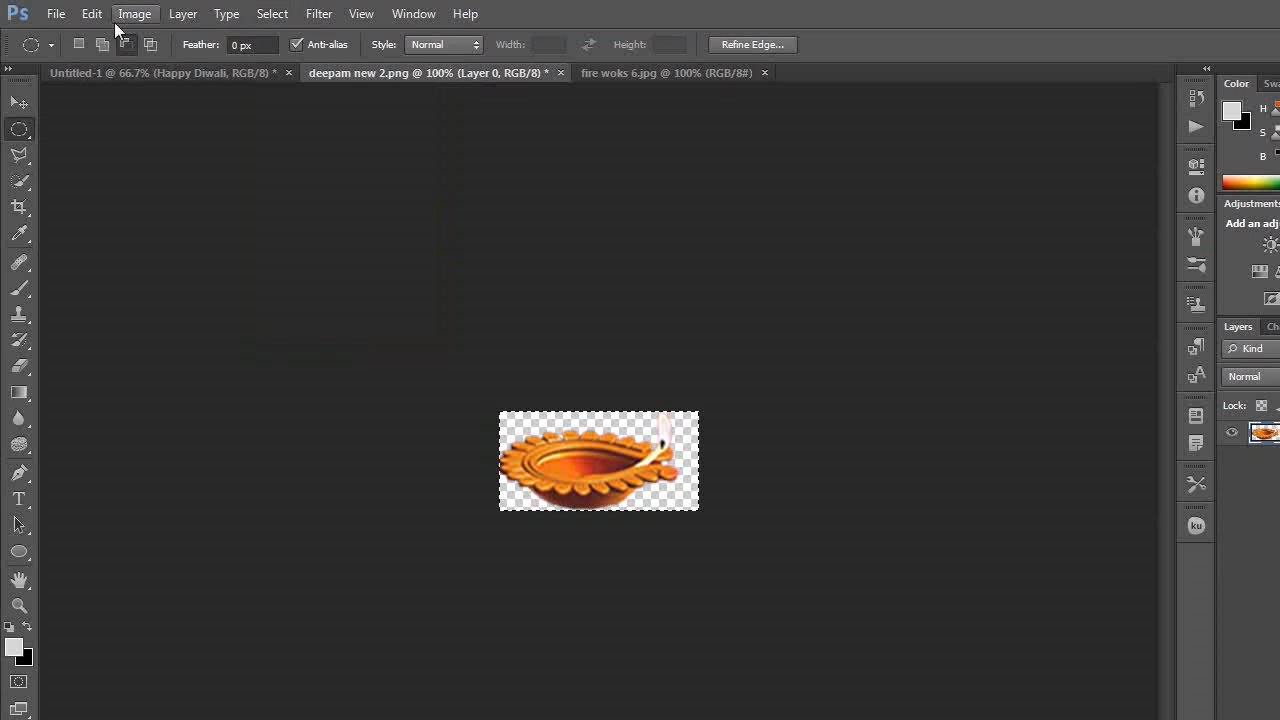 Ps File Edit Image Layer Type Select Filter View Window Help
Feather: 0 px Anti-alias Style: Normal Width: Height: Refine Edge...
Untitled-1 @ 66.7% (Happy Diwali, RGB/8) * × deepam new 2.png @ 100% (Layer 0, RGB/8) * × fire woks 6.jpg @ 100% (RGB/8#) ×
Color Swa
H
S
B
Adjustments
Add an adj
Layers Ch
Kind
Normal
Lock:
T
A
ku